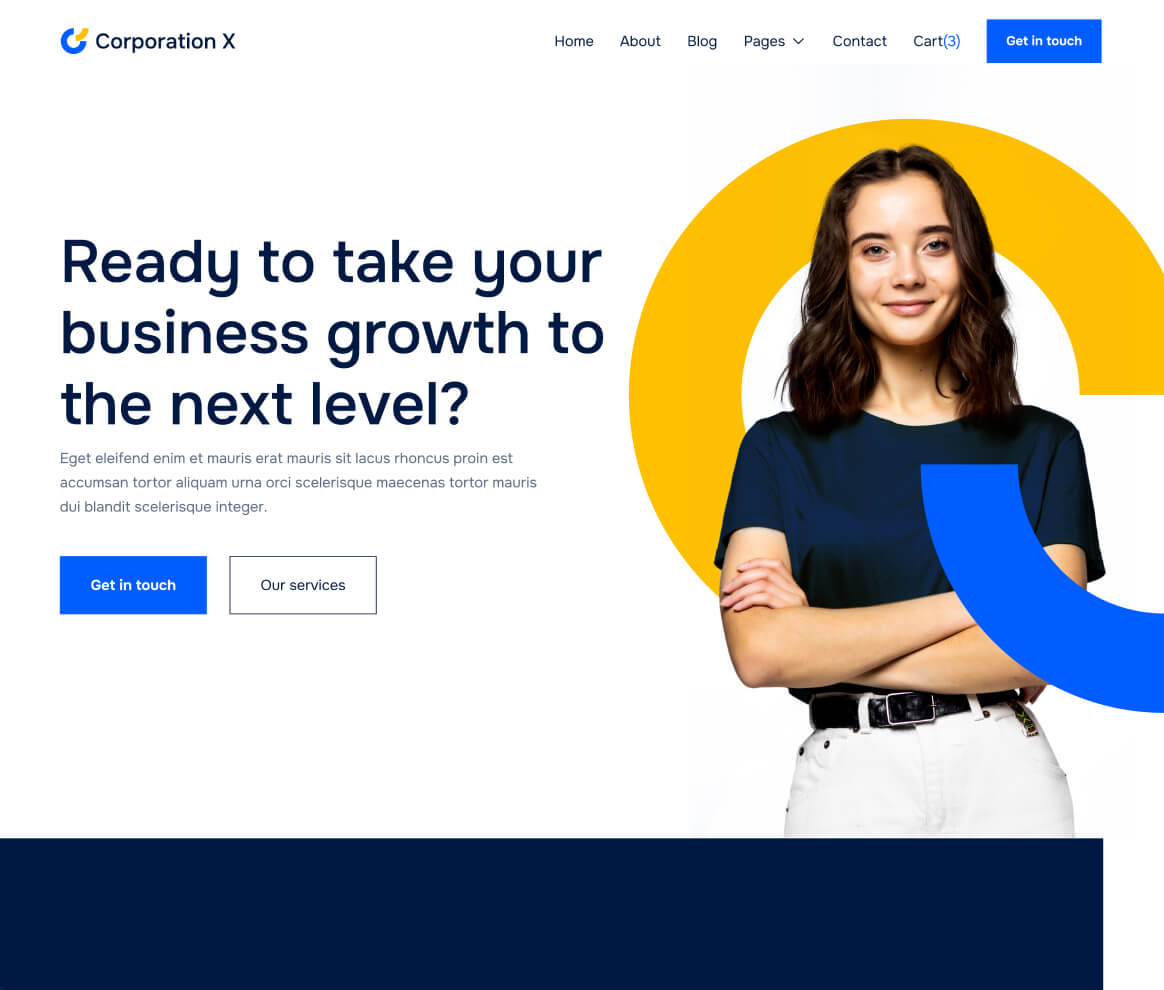 Corporation X
Home About Blog Pages Contact Cart(3) Get in touch
Ready to take your
business growth to
the next level?
Eget eleifend enim et mauris erat mauris sit lacus rhoncus proin est
accumsan tortor aliquam urna orci scelerisque maecenas tortor mauris
dui blandit scelerisque integer.
Get in touch Our services